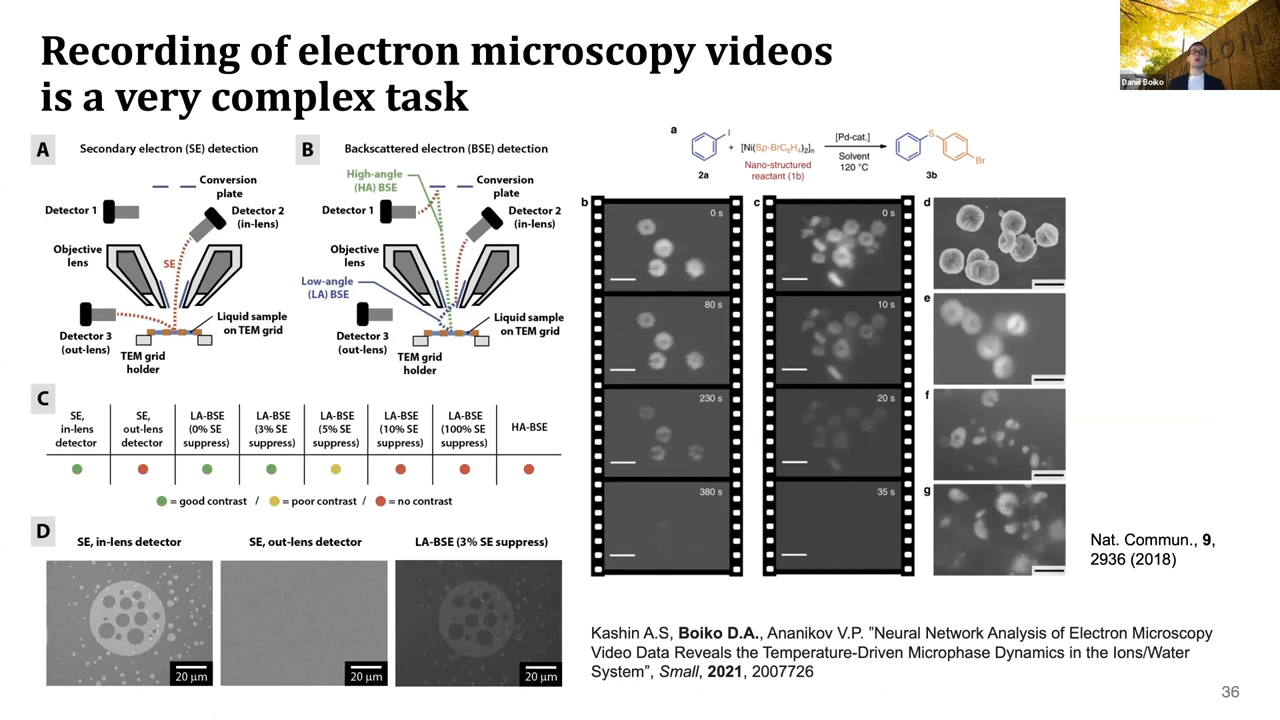 Recording of electron microscopy videos
is a very complex task
Danil Boiko
A
Secondary electron (SE) detection
Conversion
plate
Detector 1
Detector 2
(in-lens)
Objective
lens
SE
Liquid sample
on TEM grid
Detector 3
(out-lens)
TEM grid
holder
B
Backscattered electron (BSE) detection
High-angle
(HA) BSE
Conversion
plate
Detector 1
Detector 2
(in-lens)
Objective
lens
Low-angle
(LA) BSE
Liquid sample
on TEM grid
Detector 3
(out-lens)
TEM grid
holder
C
SE,
in-lens
detector
SE,
out-lens
detector
LA-BSE
(0% SE
suppress)
LA-BSE
(3% SE
suppress)
LA-BSE
(5% SE
suppress)
LA-BSE
(10% SE
suppress)
LA-BSE
(100% SE
suppress)
HA-BSE
= good contrast / = poor contrast / = no contrast
D
SE, in-lens detector
SE, out-lens detector
LA-BSE (3% SE suppress)
20 μm
20 μm
20 μm
a
I
+ [Ni(Sp-BrC6H4)2]n
Nano-structured
reactant (1b)
2a
[Pd-cat.]
Solvent
120 °C
S
Br
3b
b
0 s
80 s
230 s
380 s
c
0 s
10 s
20 s
35 s
d
e
f
g
Nat. Commun., 9,
2936 (2018)
Kashin A.S, Boiko D.A., Ananikov V.P. ”Neural Network Analysis of Electron Microscopy
Video Data Reveals the Temperature-Driven Microphase Dynamics in the Ions/Water
System”, Small, 2021, 2007726
36